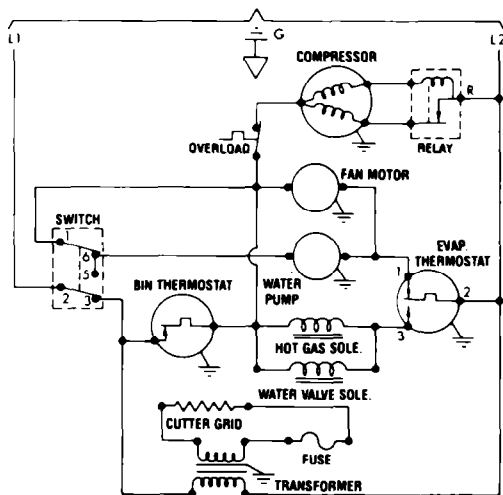 L1
G
L2
COMPRESSOR
R
RELAY
OVERLOAD
FAN MOTOR
SWITCH
1
6
5
2
3
BIN THERMOSTAT
WATER
PUMP
EVAP.
THERMOSTAT
1
2
3
HOT GAS SOLE.
WATER VALVE SOLE.
CUTTER GRID
FUSE
TRANSFORMER